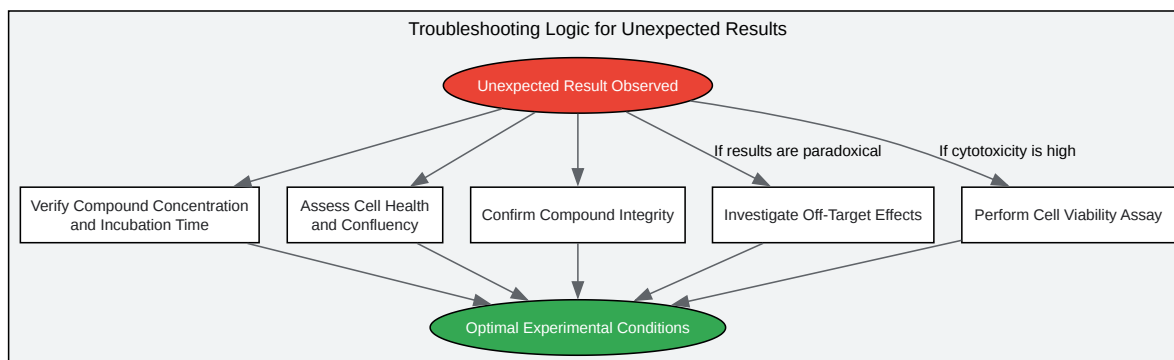 Troubleshooting Logic for Unexpected Results
Unexpected Result Observed
If results are paradoxical
If cytotoxicity is high
Verify Compound Concentration
and Incubation Time
Assess Cell Health
and Confluency
Confirm Compound Integrity
Investigate Off-Target Effects
Perform Cell Viability Assay
Optimal Experimental Conditions